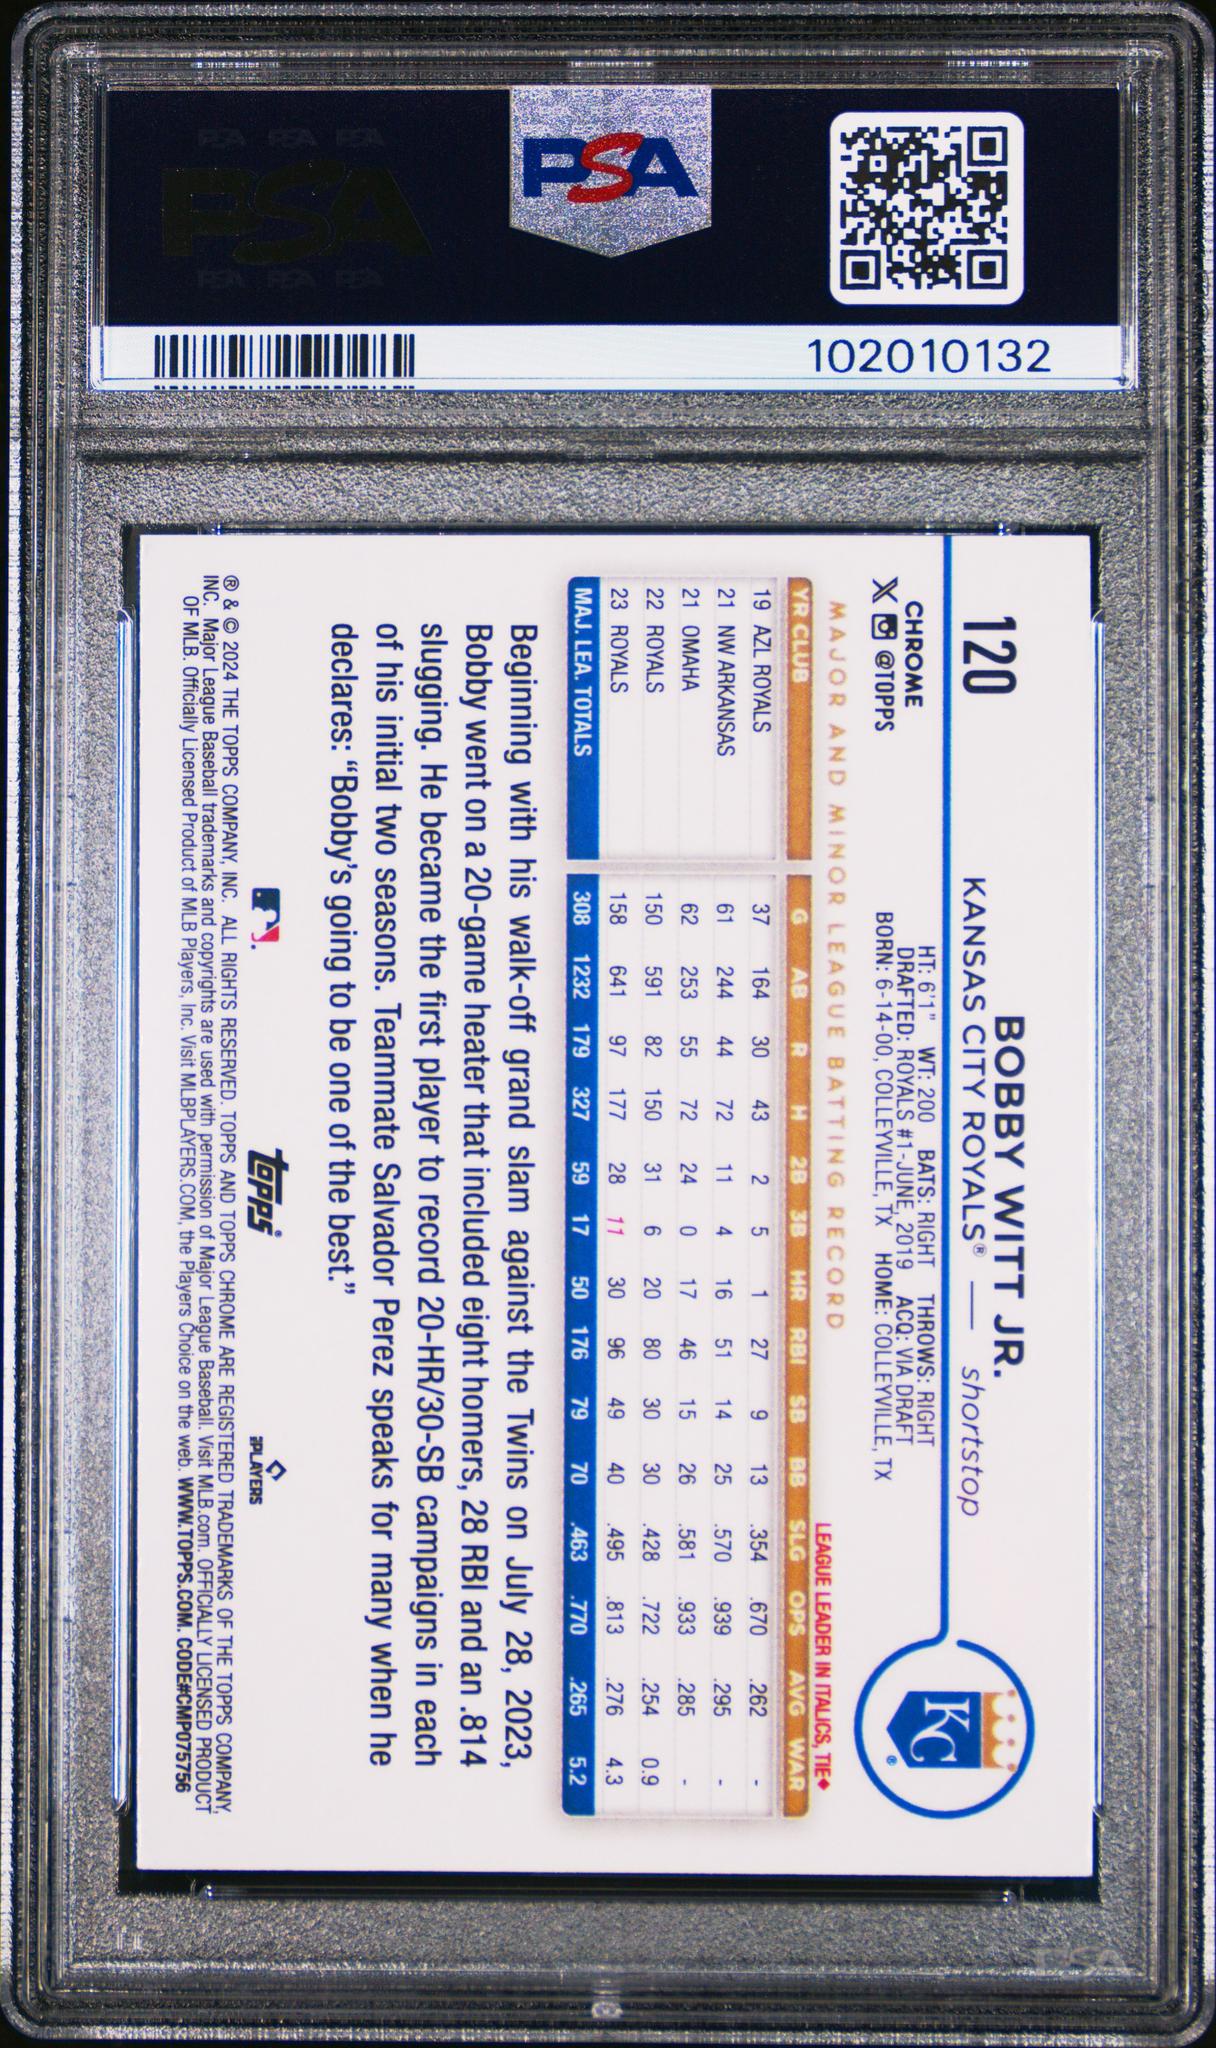 PSA PSA PSA
PSA
PSA PSA PSA
PSA
102010132
120
BOBBY WITT JR.
KANSAS CITY ROYALS® — shortstop
CHROME
X @TOPPS
HT: 6'1" WT: 200 BATS: RIGHT THROWS: RIGHT
DRAFTED: ROYALS #1-JUNE, 2019 ACQ: VIA DRAFT
BORN: 6-14-00, COLLEYVILLE, TX HOME: COLLEYVILLE, TX
KC ®
MAJOR AND MINOR LEAGUE BATTING RECORD
LEAGUE LEADER IN ITALICS, TIE♦
YR CLUB G AB R H 2B 3B HR RBI SB BB SLG OPS AVG WAR
19 AZL ROYALS 37 164 30 43 2 5 1 27 9 13 .354 .670 .262 -
21 NW ARKANSAS 61 244 44 72 11 4 16 51 14 25 .570 .939 .295 -
21 OMAHA 62 253 55 72 24 0 17 46 15 26 .581 .933 .285 -
22 ROYALS 150 591 82 150 31 6 20 80 30 30 .428 .722 .254 0.9
23 ROYALS 158 641 97 177 28 11 30 96 49 40 .495 .813 .276 4.3
MAJ. LEA. TOTALS 308 1232 179 327 59 17 50 176 79 70 .463 .770 .265 5.2
Beginning with his walk-off grand slam against the Twins on July 28, 2023,
Bobby went on a 20-game heater that included eight homers, 28 RBI and an .814
slugging. He became the first player to record 20-HR/30-SB campaigns in each
of his initial two seasons. Teammate Salvador Perez speaks for many when he
declares: “Bobby's going to be one of the best.”
topps®
PLAYERS
® & © 2024 THE TOPPS COMPANY, INC. ALL RIGHTS RESERVED. TOPPS AND TOPPS CHROME ARE REGISTERED TRADEMARKS OF THE TOPPS COMPANY,
INC. Major League Baseball trademarks and copyrights are used with permission of Major League Baseball. Visit MLB.com. OFFICIALLY LICENSED PRODUCT
OF MLB. Officially Licensed Product of MLB Players, Inc. Visit MLBPLAYERS.COM, the Players Choice on the web. WWW.TOPPS.COM. CODE#CMP075756
PSA